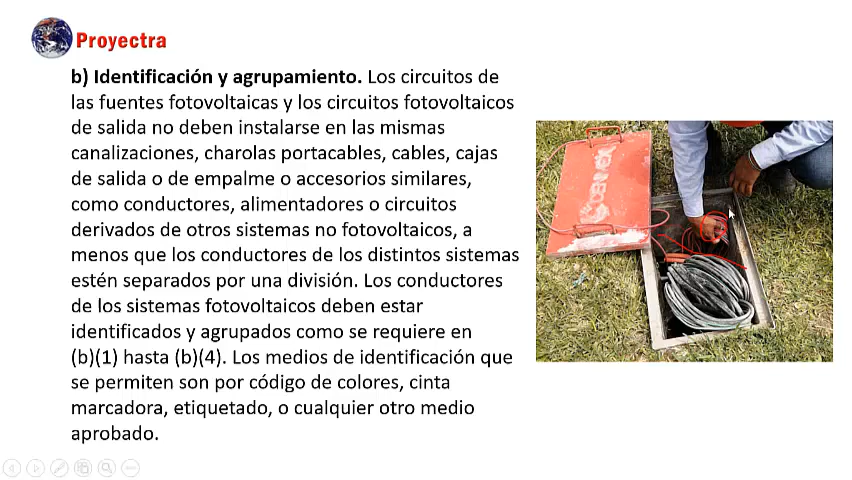 Proyectra
b) Identificación y agrupamiento. Los circuitos de
las fuentes fotovoltaicas y los circuitos fotovoltaicos
de salida no deben instalarse en las mismas
canalizaciones, charolas portacables, cables, cajas
de salida o de empalme o accesorios similares,
como conductores, alimentadores o circuitos
derivados de otros sistemas no fotovoltaicos, a
menos que los conductores de los distintos sistemas
estén separados por una división. Los conductores
de los sistemas fotovoltaicos deben estar
identificados y agrupados como se requiere en
(b)(1) hasta (b)(4). Los medios de identificación que
se permiten son por código de colores, cinta
marcadora, etiquetado, o cualquier otro medio
aprobado.